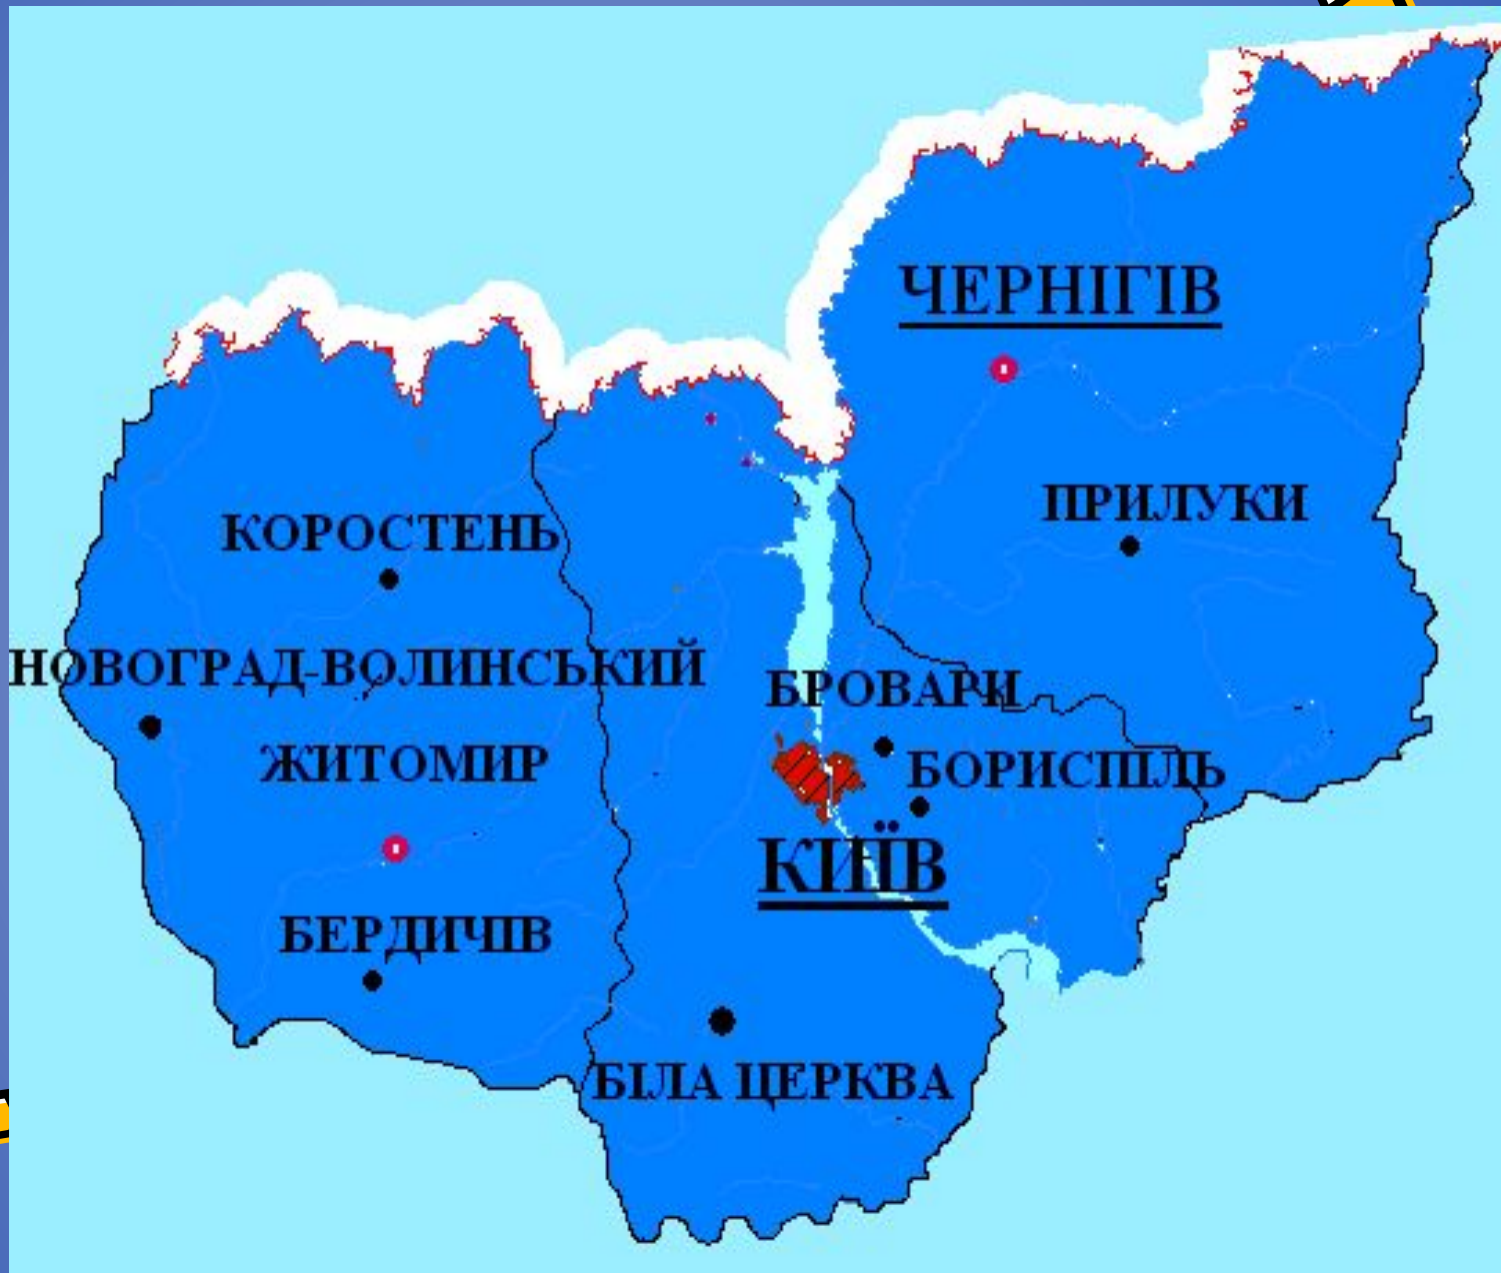 ЧЕРНІГІВ
ПРИЛУКИ
КОРОСТЕНЬ
НОВОГРАД-ВОЛИНСЬКИЙ
БРОВАРИ
ЖИТОМИР
БОРИСПІЛЬ
КИЇВ
БЕРДИЧІВ
БІЛА ЦЕРКВА